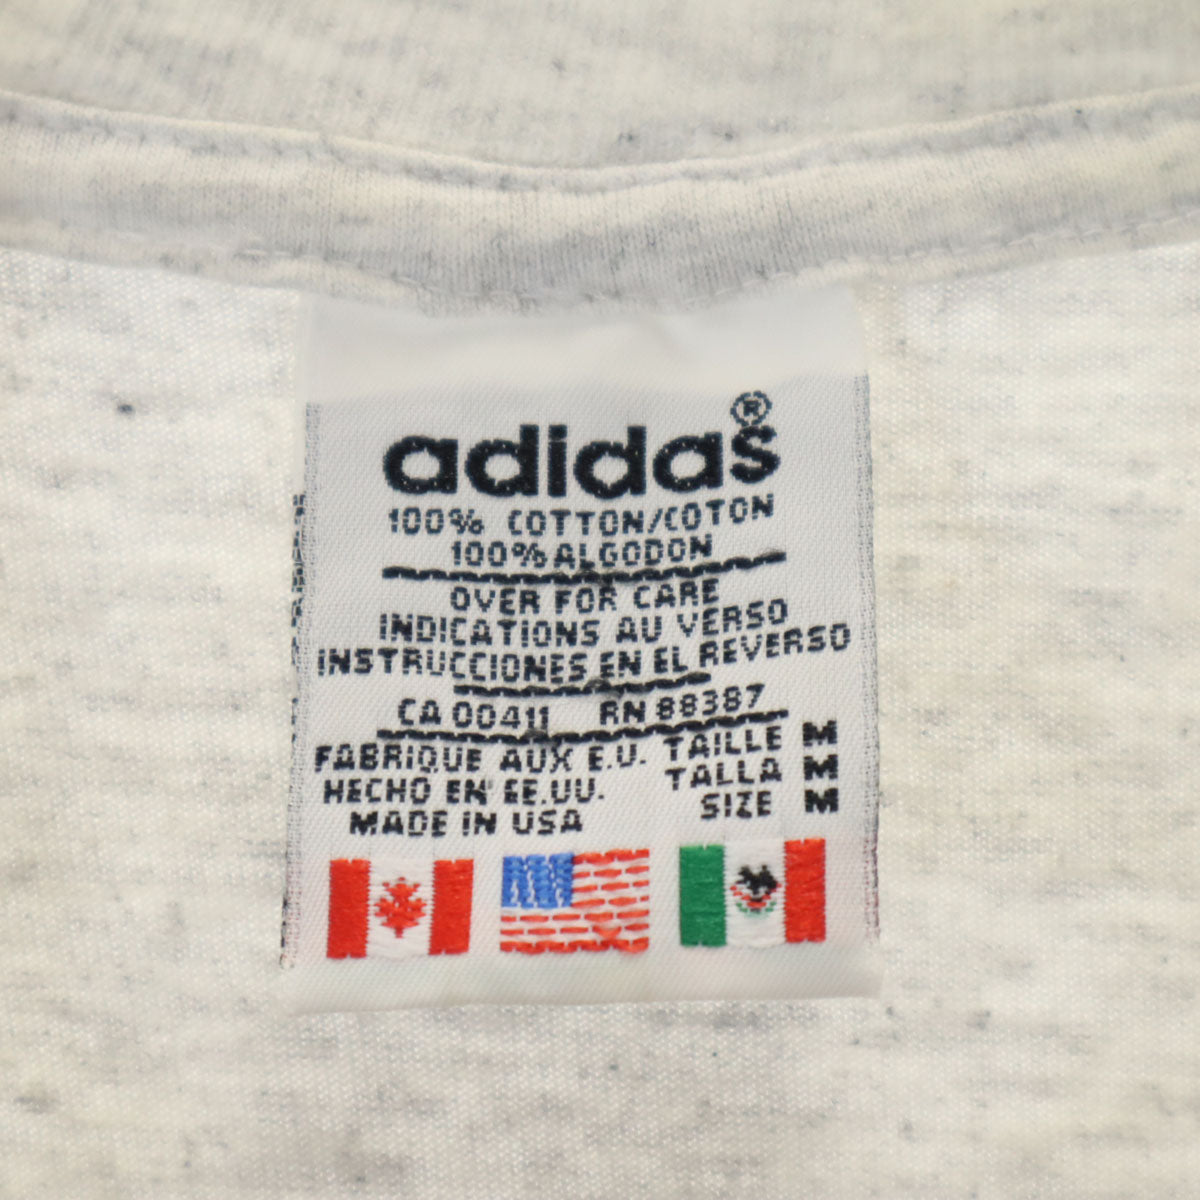 adidas®
100% COTTON/COTON
100% ALGODON
OVER FOR CARE
INDICATIONS AU VERSO
INSTRUCCIONES EN EL REVERSO
CA 00411 RN 88387
FABRIQUE AUX E.U. TAILLE M
HECHO EN EE.UU. TALLA M
MADE IN USA SIZE M